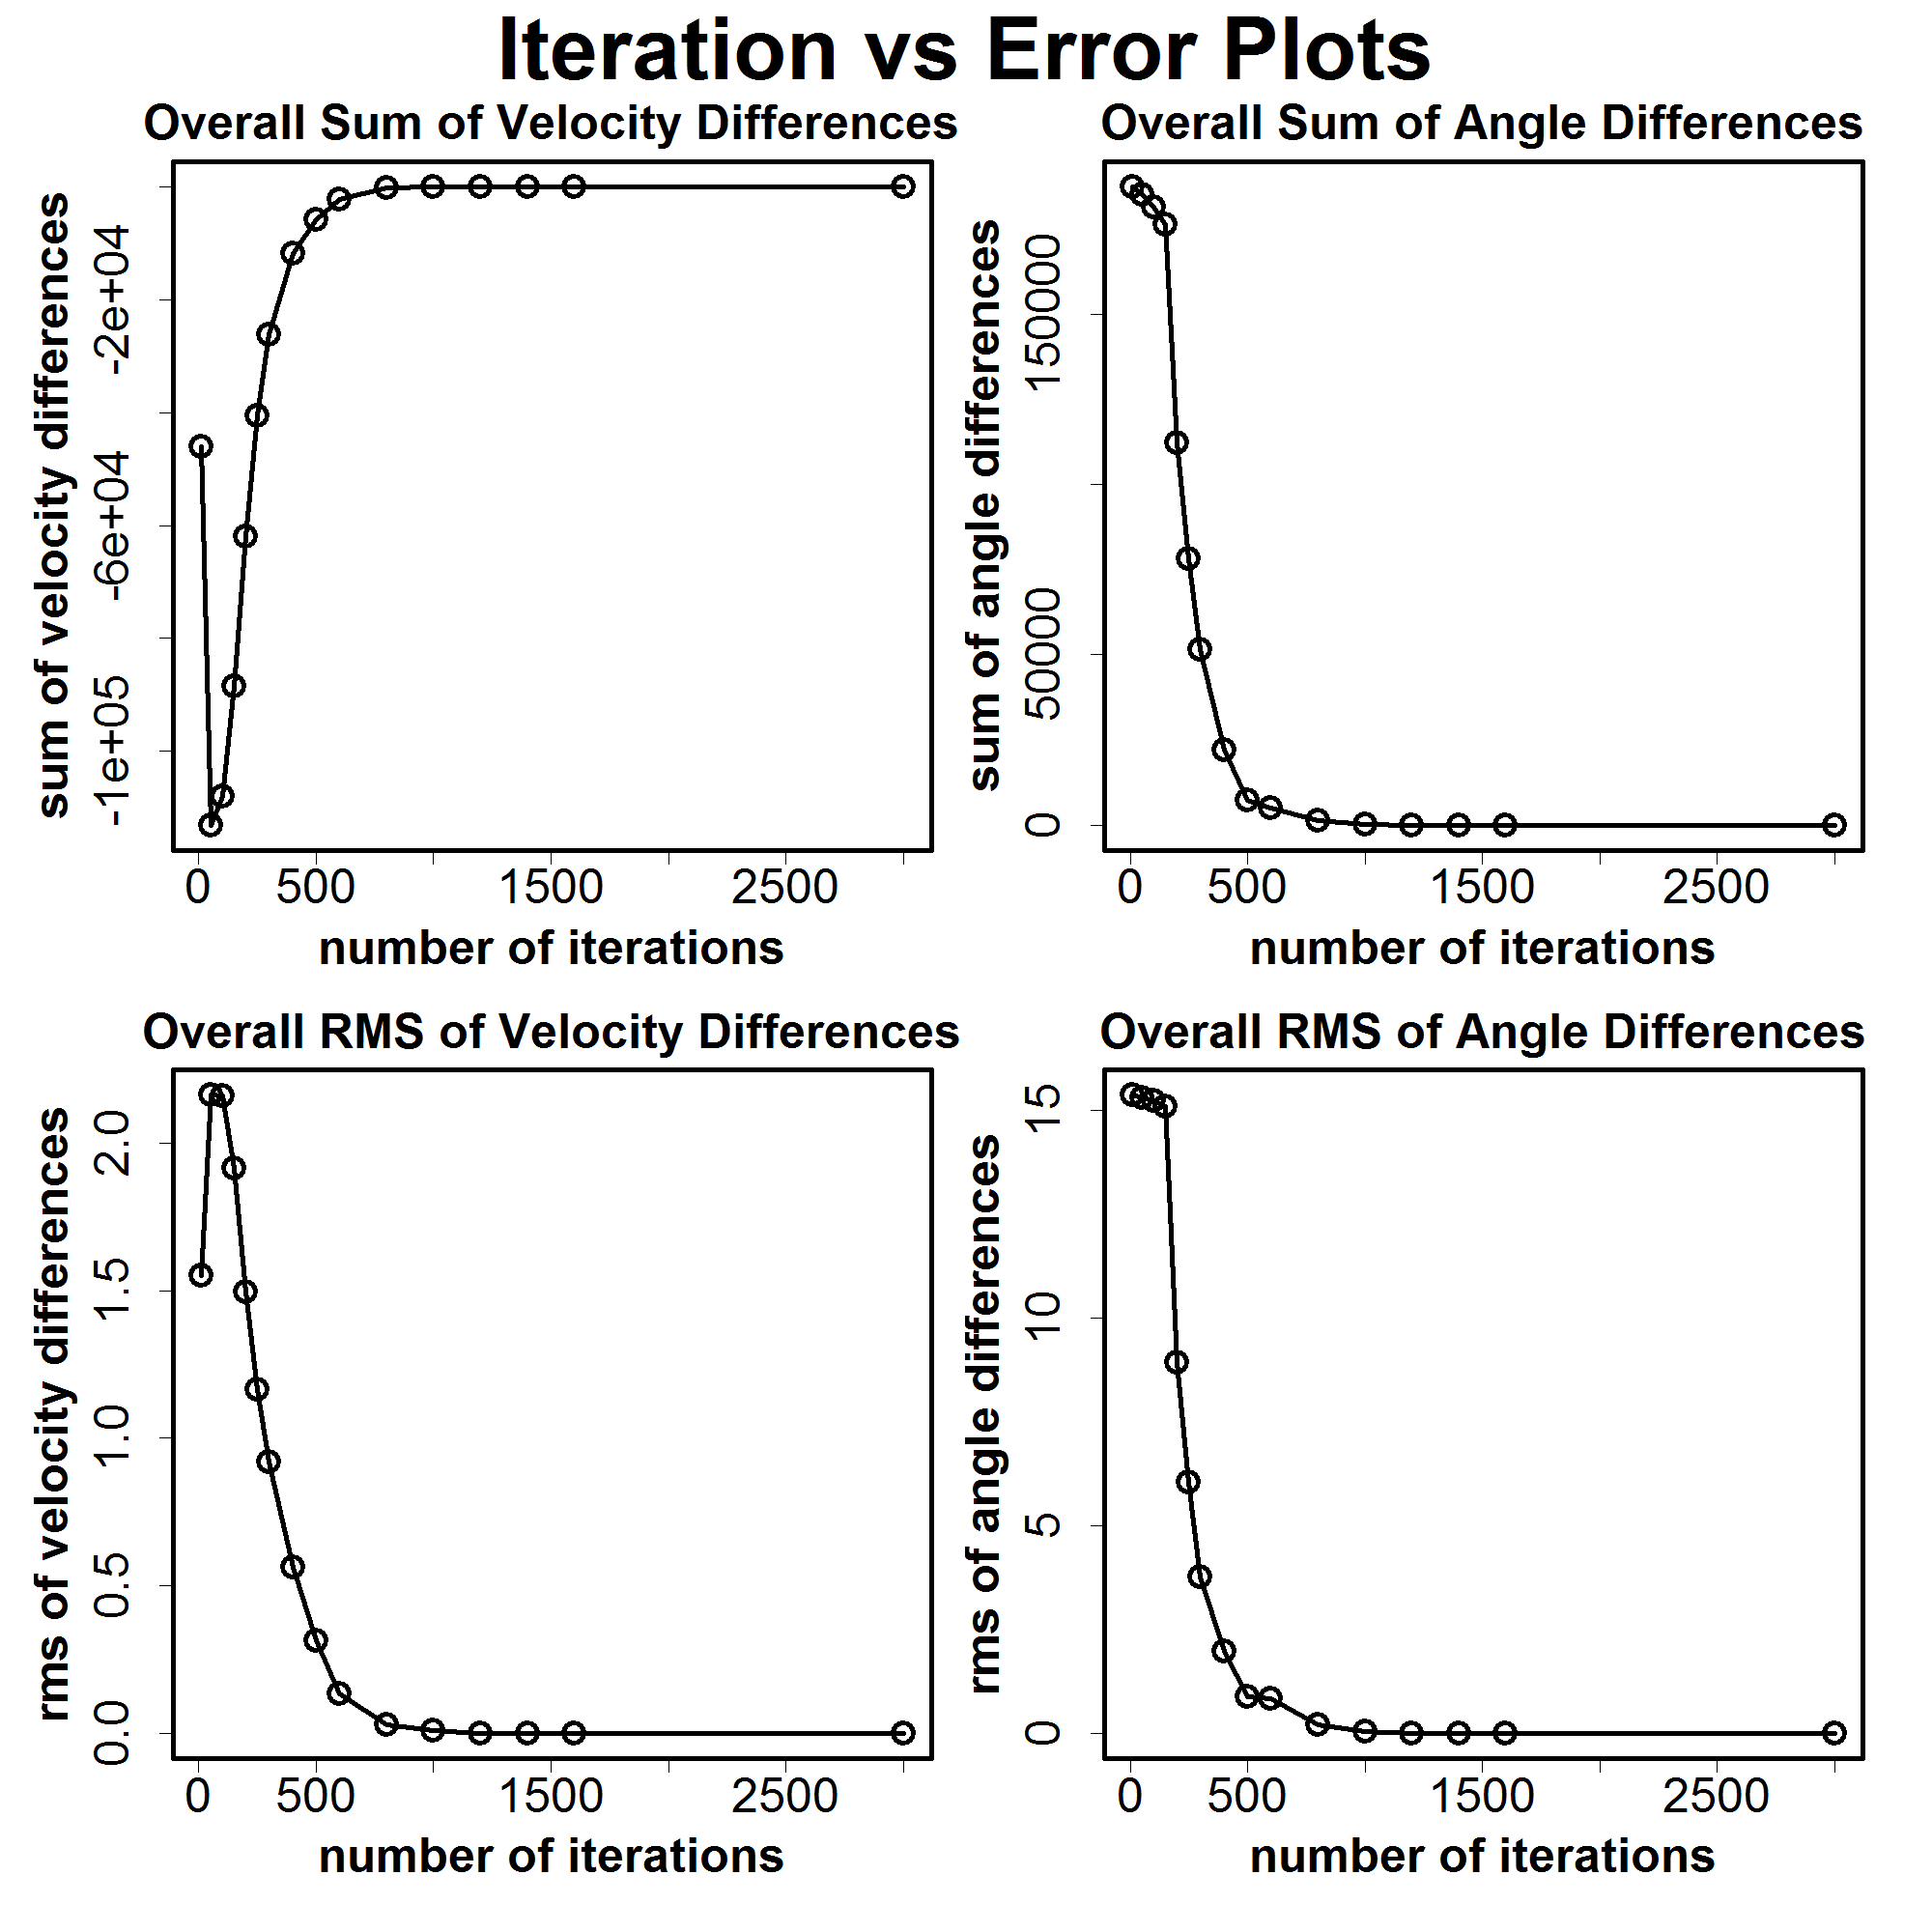 Iteration vs Error Plots
Overall Sum of Velocity Differences
sum of velocity differences
-2e+04
-6e+04
-1e+05
0 500 1500 2500
number of iterations
Overall Sum of Angle Differences
sum of angle differences
150000
50000
0
0 500 1500 2500
number of iterations
Overall RMS of Velocity Differences
rms of velocity differences
2.0
1.5
1.0
0.5
0.0
0 500 1500 2500
number of iterations
Overall RMS of Angle Differences
rms of angle differences
15
10
5
0
0 500 1500 2500
number of iterations